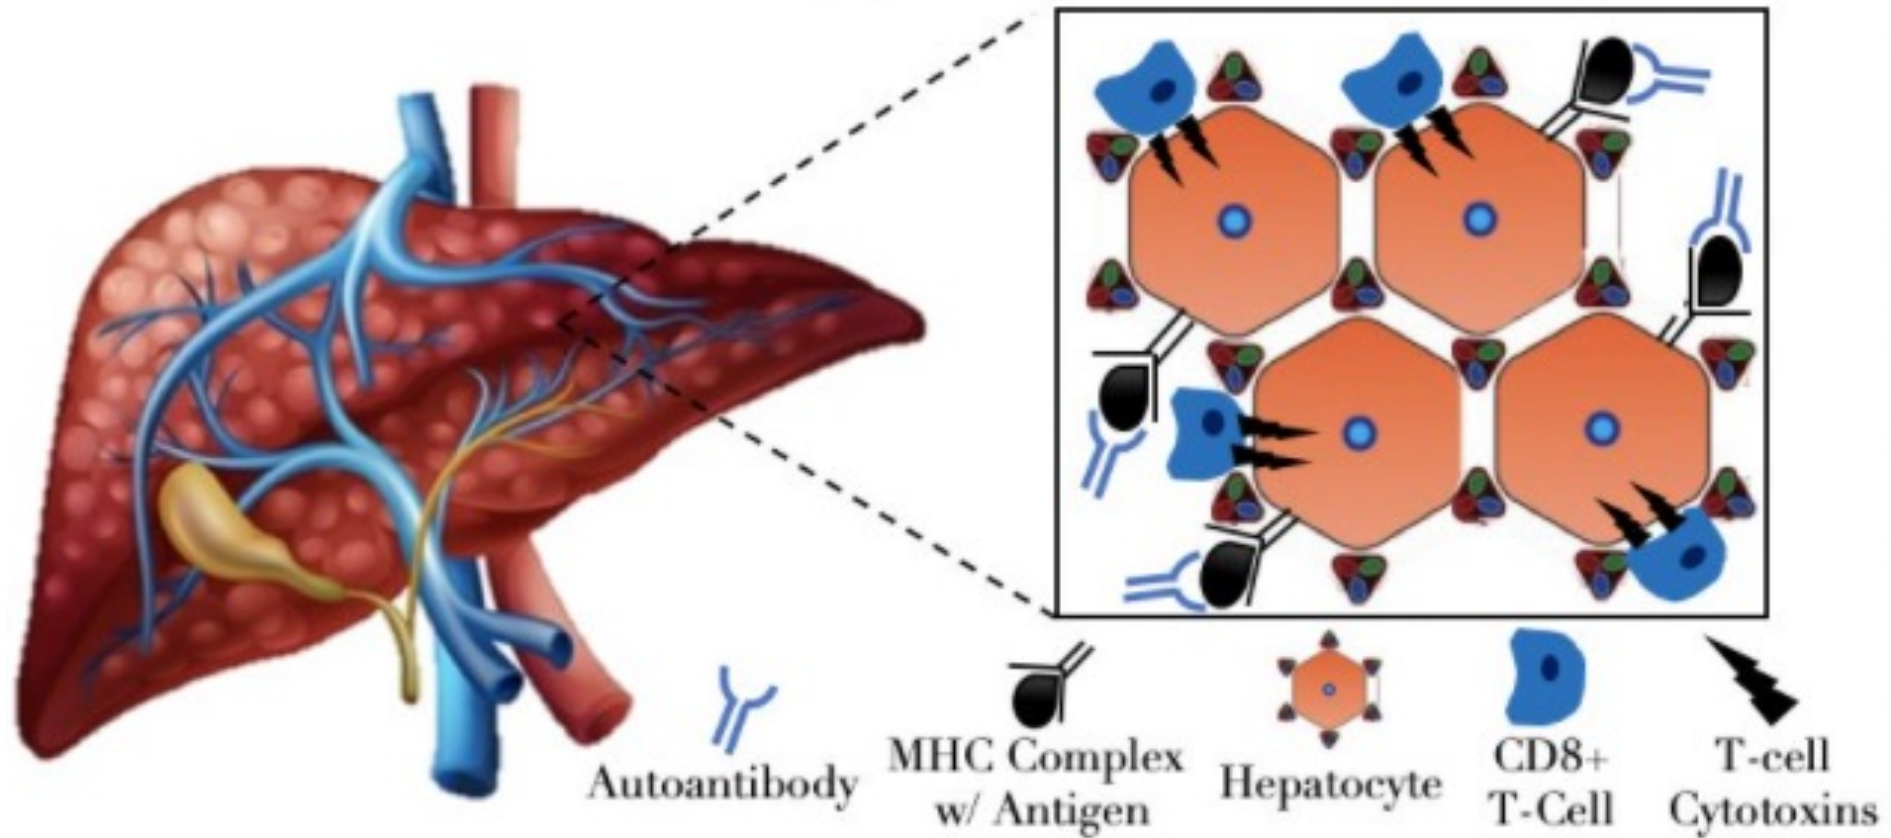 Autoantibody
MHC Complex
w/ Antigen
Hepatocyte
CD8+
T-Cell
T-cell
Cytotoxins